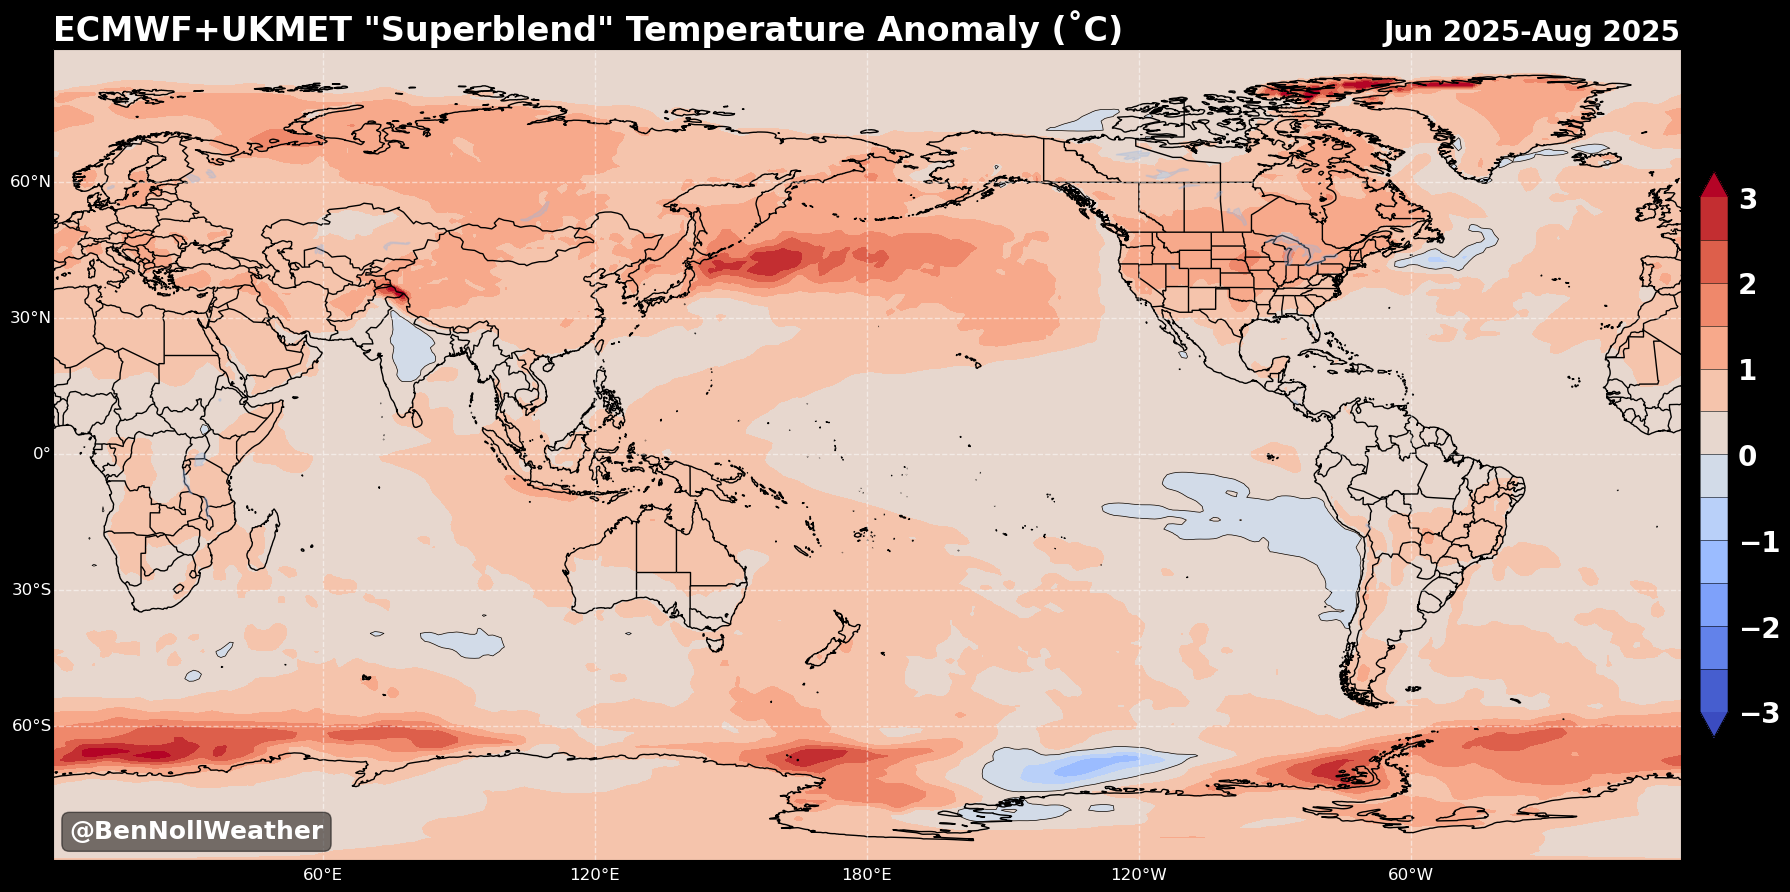 ECMWF+UKMET "Superblend" Temperature Anomaly (˚C)
Jun 2025-Aug 2025
60°N
30°N
0°
30°S
60°S
60°E
120°E
180°E
120°W
60°W
3
2
1
0
−1
−2
−3
@BenNollWeather